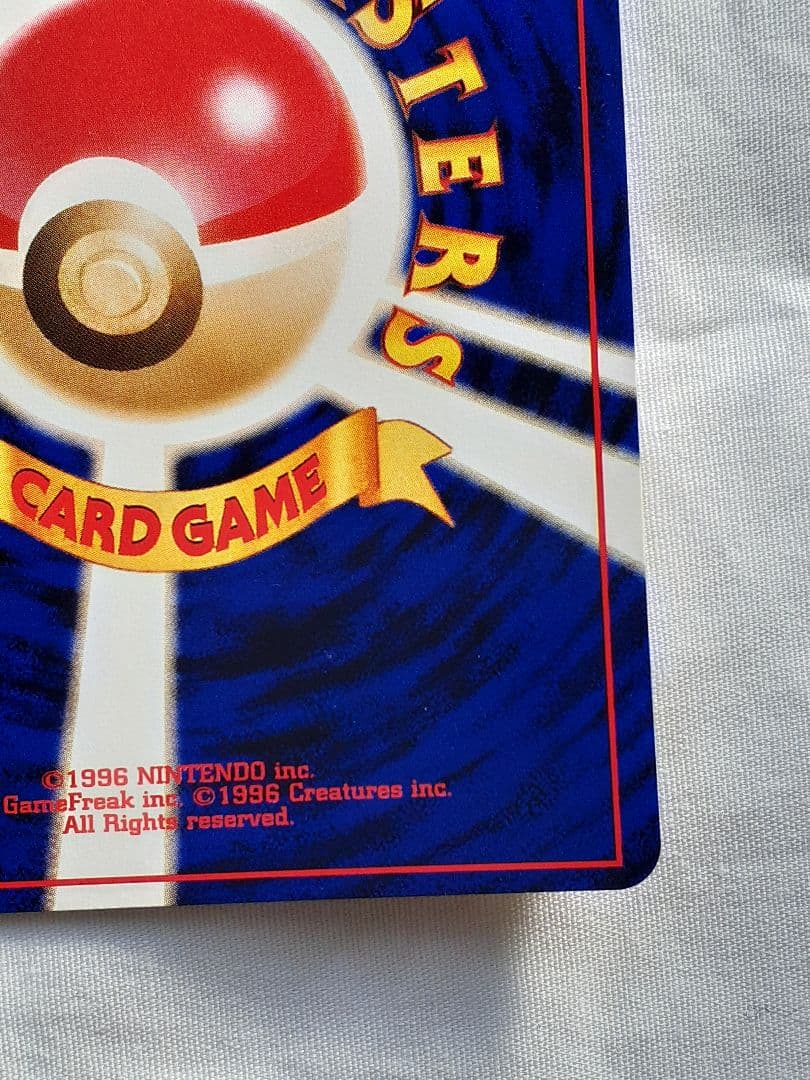 STERS
CARD GAME
©1996 NINTENDO inc.
GameFreak inc. ©1996 Creatures inc.
All Rights reserved.